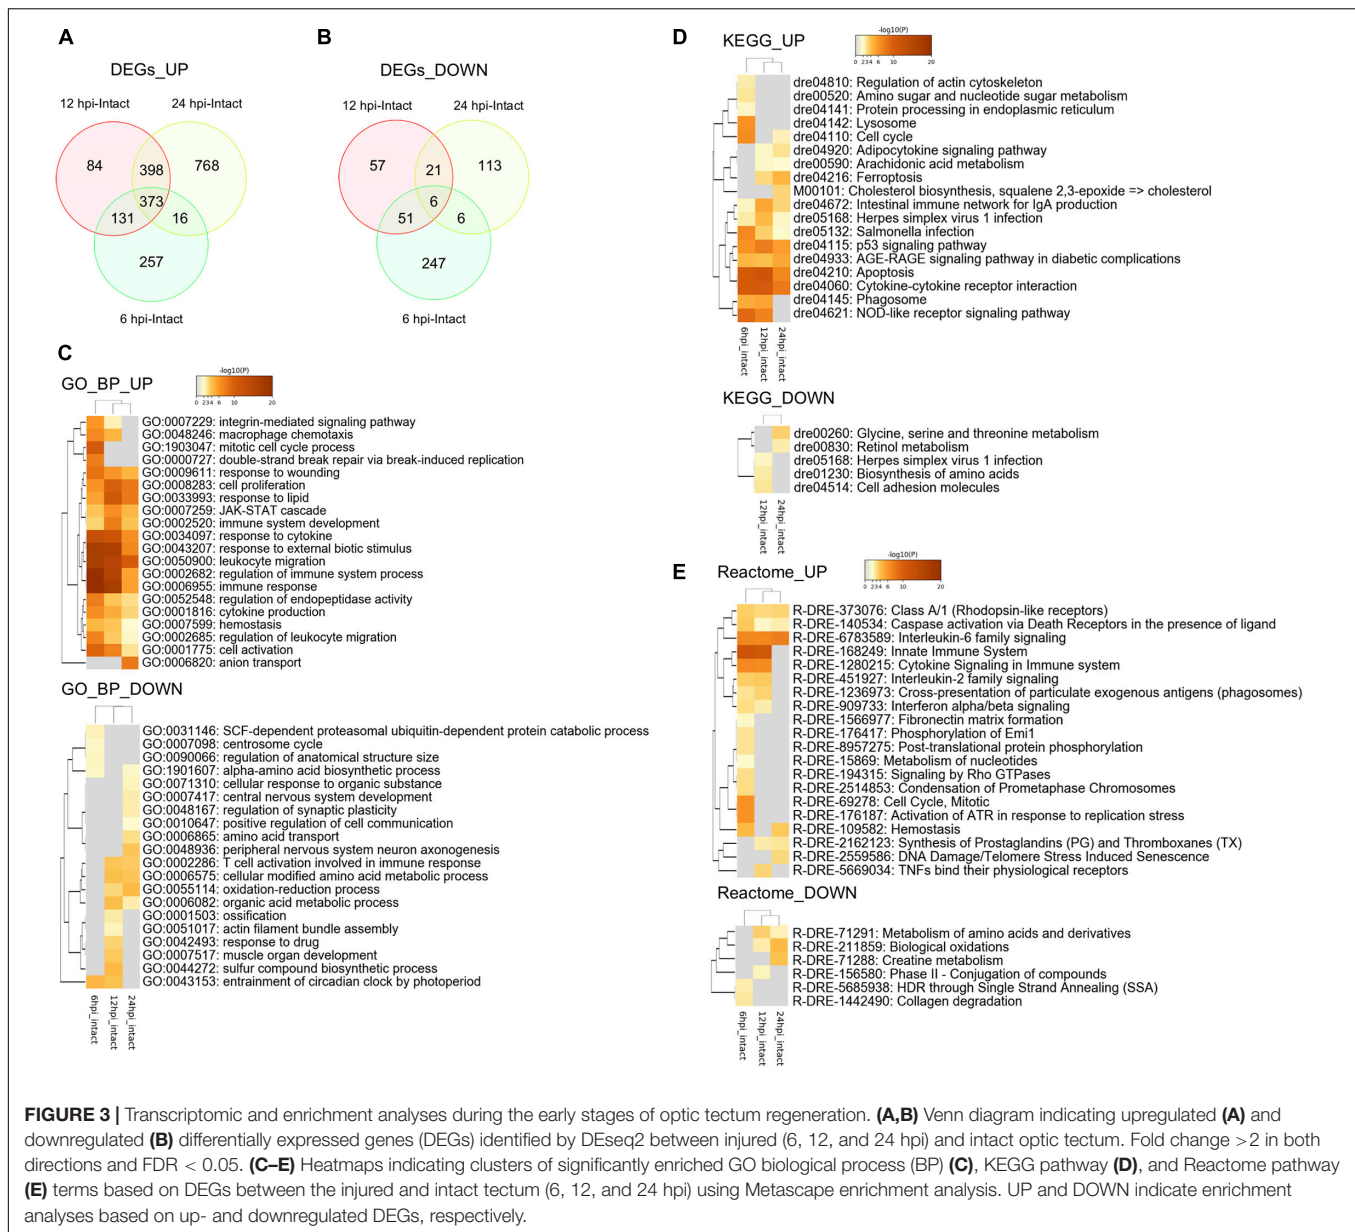 A
DEGs_UP
12 hpi-Intact
24 hpi-Intact
84
398
768
373
131
16
257
6 hpi-Intact
B
DEGs_DOWN
12 hpi-Intact
24 hpi-Intact
57
21
113
6
51
6
247
6 hpi-Intact
C
GO_BP_UP
-log10(P)
0 2 3 4 6 10 20
GO:0007229: integrin-mediated signaling pathway
GO:0048246: macrophage chemotaxis
GO:1903047: mitotic cell cycle process
GO:0000727: double-strand break repair via break-induced replication
GO:0009611: response to wounding
GO:0008283: cell proliferation
GO:0033993: response to lipid
GO:0007259: JAK-STAT cascade
GO:0002520: immune system development
GO:0034097: response to cytokine
GO:0043207: response to external biotic stimulus
GO:0050900: leukocyte migration
GO:0002682: regulation of immune system process
GO:0006955: immune response
GO:0052548: regulation of endopeptidase activity
GO:0001816: cytokine production
GO:0007599: hemostasis
GO:0002685: regulation of leukocyte migration
GO:0001775: cell activation
GO:0006820: anion transport
GO_BP_DOWN
GO:0031146: SCF-dependent proteasomal ubiquitin-dependent protein catabolic process
GO:0007098: centrosome cycle
GO:0090066: regulation of anatomical structure size
GO:1901607: alpha-amino acid biosynthetic process
GO:0071310: cellular response to organic substance
GO:0007417: central nervous system development
GO:0048167: regulation of synaptic plasticity
GO:0010647: positive regulation of cell communication
GO:0006865: amino acid transport
GO:0048936: peripheral nervous system neuron axonogenesis
GO:0002286: T cell activation involved in immune response
GO:0006575: cellular modified amino acid metabolic process
GO:0055114: oxidation-reduction process
GO:0006082: organic acid metabolic process
GO:0001503: ossification
GO:0051017: actin filament bundle assembly
GO:0042493: response to drug
GO:0007517: muscle organ development
GO:0044272: sulfur compound biosynthetic process
GO:0043153: entrainment of circadian clock by photoperiod
6hpi_intact
12hpi_intact
24hpi_intact
D
KEGG_UP
-log10(P)
0 2 3 4 6 10 20
dre04810: Regulation of actin cytoskeleton
dre00520: Amino sugar and nucleotide sugar metabolism
dre04141: Protein processing in endoplasmic reticulum
dre04142: Lysosome
dre04110: Cell cycle
dre04920: Adipocytokine signaling pathway
dre00590: Arachidonic acid metabolism
dre04216: Ferroptosis
M00101: Cholesterol biosynthesis, squalene 2,3-epoxide => cholesterol
dre04672: Intestinal immune network for IgA production
dre05168: Herpes simplex virus 1 infection
dre05132: Salmonella infection
dre04115: p53 signaling pathway
dre04933: AGE-RAGE signaling pathway in diabetic complications
dre04210: Apoptosis
dre04060: Cytokine-cytokine receptor interaction
dre04145: Phagosome
dre04621: NOD-like receptor signaling pathway
6hpi_intact
12hpi_intact
24hpi_intact
KEGG_DOWN
dre00260: Glycine, serine and threonine metabolism
dre00830: Retinol metabolism
dre05168: Herpes simplex virus 1 infection
dre01230: Biosynthesis of amino acids
dre04514: Cell adhesion molecules
12hpi_intact
24hpi_intact
E
Reactome_UP
-log10(P)
0 2 3 4 6 10 20
R-DRE-373076: Class A/1 (Rhodopsin-like receptors)
R-DRE-140534: Caspase activation via Death Receptors in the presence of ligand
R-DRE-6783589: Interleukin-6 family signaling
R-DRE-168249: Innate Immune System
R-DRE-1280215: Cytokine Signaling in Immune system
R-DRE-451927: Interleukin-2 family signaling
R-DRE-1236973: Cross-presentation of particulate exogenous antigens (phagosomes)
R-DRE-909733: Interferon alpha/beta signaling
R-DRE-1566977: Fibronectin matrix formation
R-DRE-176417: Phosphorylation of Emi1
R-DRE-8957275: Post-translational protein phosphorylation
R-DRE-15869: Metabolism of nucleotides
R-DRE-194315: Signaling by Rho GTPases
R-DRE-2514853: Condensation of Prometaphase Chromosomes
R-DRE-69278: Cell Cycle, Mitotic
R-DRE-176187: Activation of ATR in response to replication stress
R-DRE-109582: Hemostasis
R-DRE-2162123: Synthesis of Prostaglandins (PG) and Thromboxanes (TX)
R-DRE-2559586: DNA Damage/Telomere Stress Induced Senescence
R-DRE-5669034: TNFs bind their physiological receptors
Reactome_DOWN
R-DRE-71291: Metabolism of amino acids and derivatives
R-DRE-211859: Biological oxidations
R-DRE-71288: Creatine metabolism
R-DRE-156580: Phase II - Conjugation of compounds
R-DRE-5685938: HDR through Single Strand Annealing (SSA)
R-DRE-1442490: Collagen degradation
6hpi_intact
12hpi_intact
24hpi_intact
FIGURE 3 | Transcriptomic and enrichment analyses during the early stages of optic tectum regeneration. (A,B) Venn diagram indicating upregulated (A) and
downregulated (B) differentially expressed genes (DEGs) identified by DEseq2 between injured (6, 12, and 24 hpi) and intact optic tectum. Fold change >2 in both
directions and FDR < 0.05. (C–E) Heatmaps indicating clusters of significantly enriched GO biological process (BP) (C), KEGG pathway (D), and Reactome pathway
(E) terms based on DEGs between the injured and intact tectum (6, 12, and 24 hpi) using Metascape enrichment analysis. UP and DOWN indicate enrichment
analyses based on up- and downregulated DEGs, respectively.